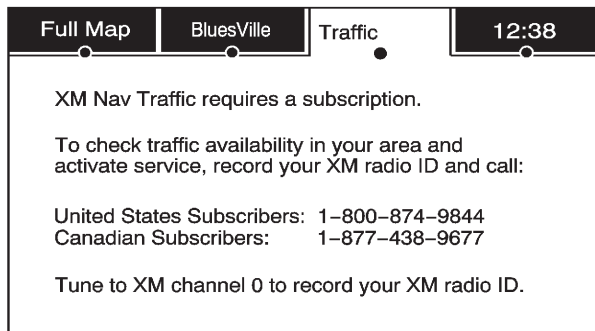 Full Map BluesVille Traffic 12:38
XM Nav Traffic requires a subscription.
To check traffic availability in your area and
activate service, record your XM radio ID and call:
United States Subscribers: 1–800–874–9844
Canadian Subscribers: 1–877–438–9677
Tune to XM channel 0 to record your XM radio ID.